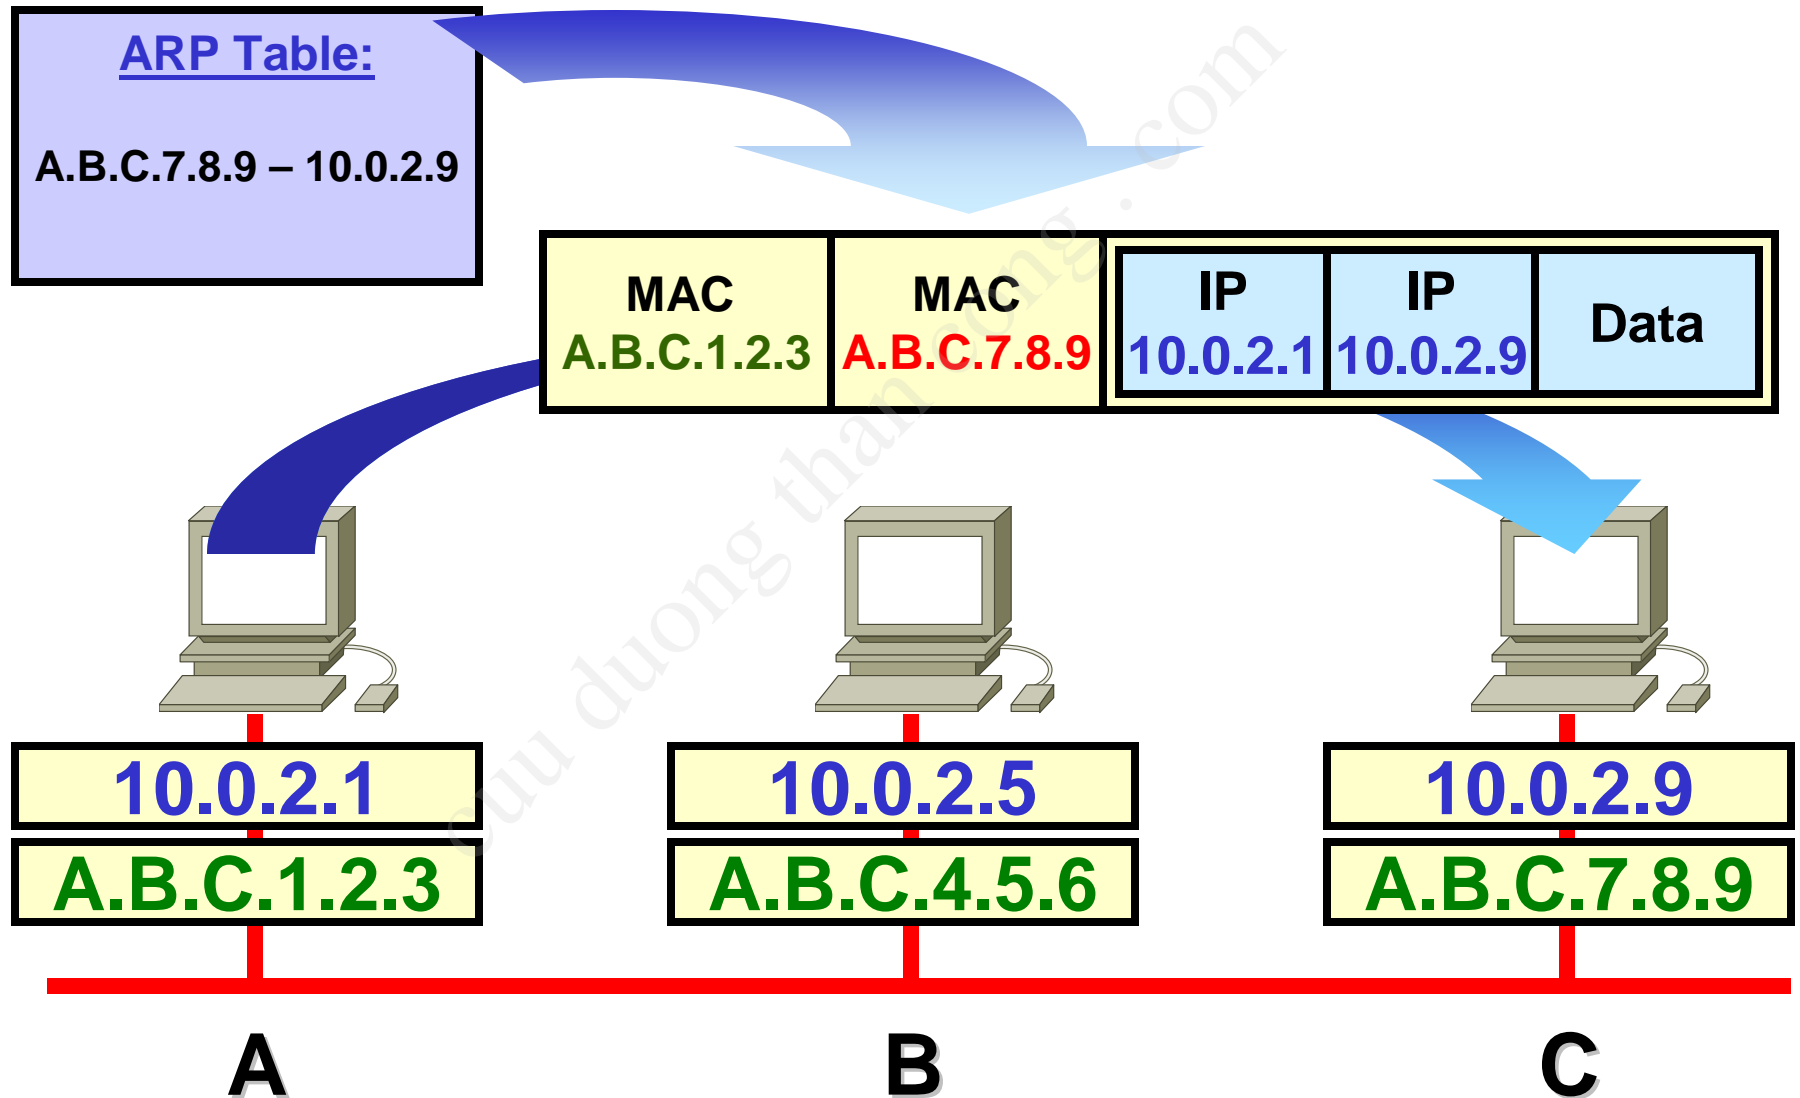 ARP Table:
A.B.C.7.8.9 – 10.0.2.9
MAC
A.B.C.1.2.3
MAC
A.B.C.7.8.9
IP
10.0.2.1
IP
10.0.2.9
Data
10.0.2.1
A.B.C.1.2.3
10.0.2.5
A.B.C.4.5.6
10.0.2.9
A.B.C.7.8.9
A
B
C
cuu duong than cong . com